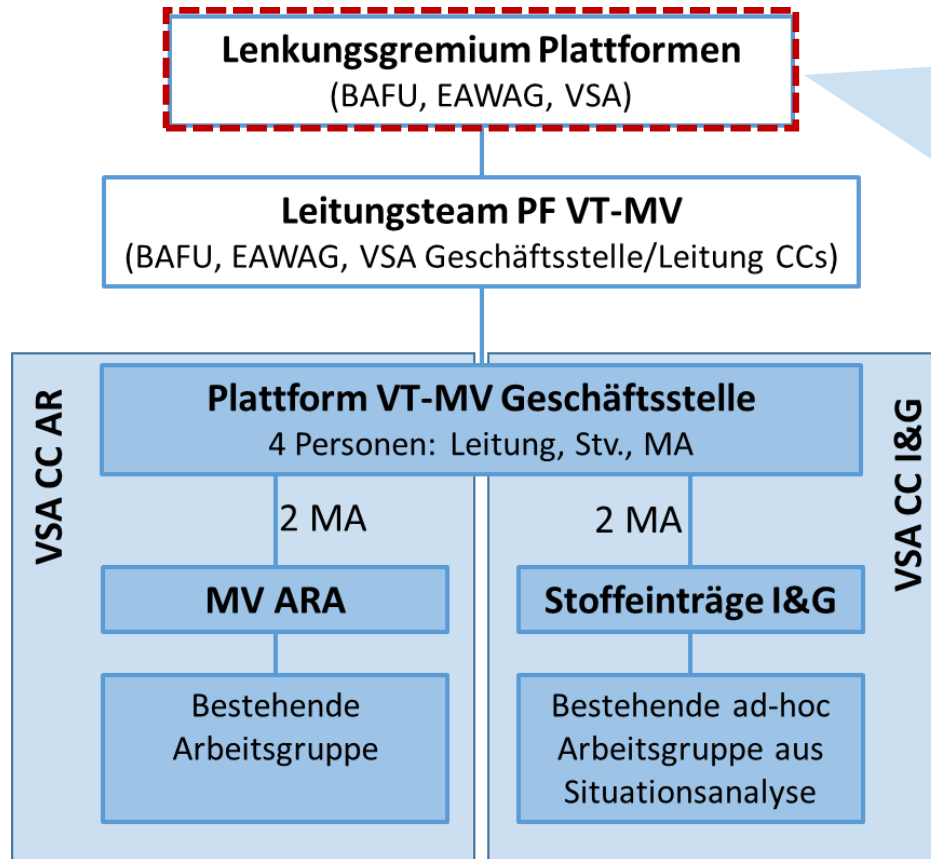 Lenkungsgremium Plattformen
(BAFU, EAWAG, VSA)
Leitungsteam PF VT-MV
(BAFU, EAWAG, VSA Geschäftsstelle/Leitung CCs)
VSA CC AR
Plattform VT-MV Geschäftsstelle
4 Personen: Leitung, Stv., MA
VSA CC I&G
2 MA
2 MA
MV ARA
Stoffeinträge I&G
Bestehende
Arbeitsgruppe
Bestehende ad-hoc
Arbeitsgruppe aus
Situationsanalyse